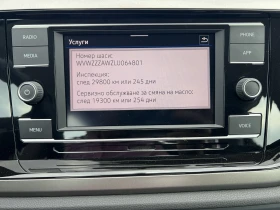 RADIO
MEDIA
MENU
PHONE
APP
VOICE
Услуги
Номер шаси:
WVWZZZAWZLU064801
Инспекция:
след 29800 км или 245 дни
Сервизно обслужване за смяна на масло:
след 19300 км или 254 дни